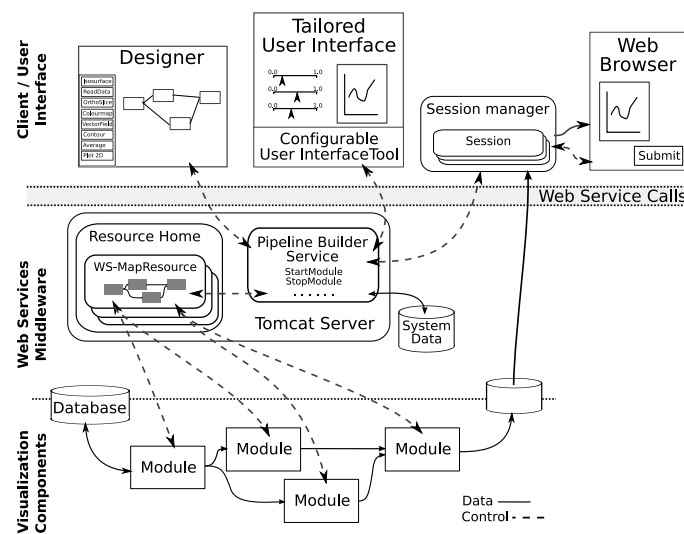 Client / User
Interface
Designer
Isosurface
ReadData
OrthoSlice
Colourmap
VectorField
Contour
Average
Plot 2D
Tailored
User Interface
0.0 1.0
0.0 1.0
0.0 1.0
Configurable
User InterfaceTool
Session manager
Session
Web
Browser
Submit
Web Service Calls
Web Services
Middleware
Resource Home
WS-MapResource
Pipeline Builder
Service
StartModule
StopModule
. . . . . .
Tomcat Server
System
Data
Visualization
Components
Database
Module
Module
Module
Module
Data
Control